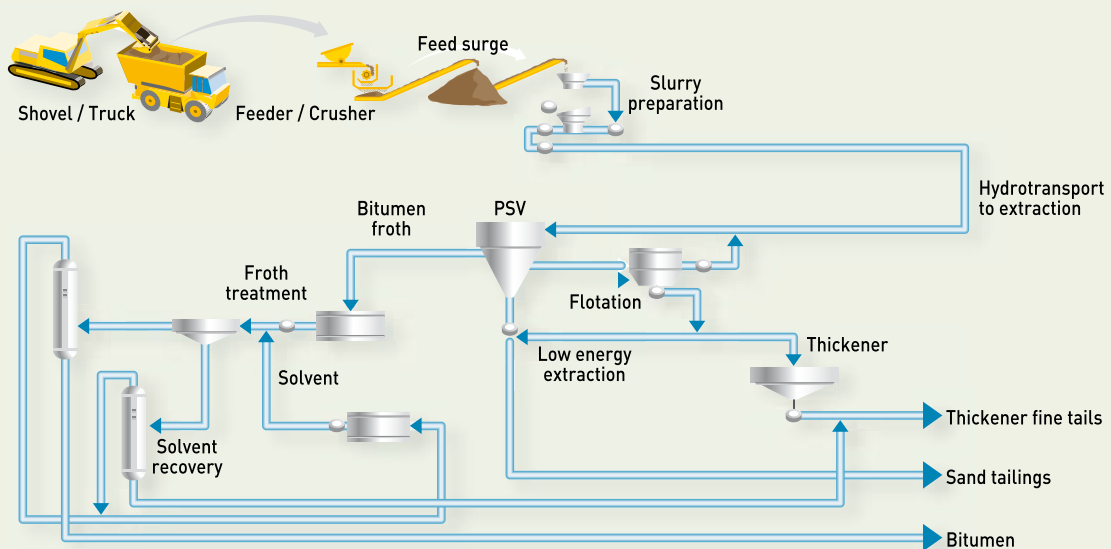 Feed surge
Shovel / Truck
Feeder / Crusher
Slurry
preparation
Hydrotransport
to extraction
Bitumen
froth
PSV
Froth
treatment
Flotation
Low energy
extraction
Thickener
Solvent
Thickener fine tails
Solvent
recovery
Sand tailings
Bitumen